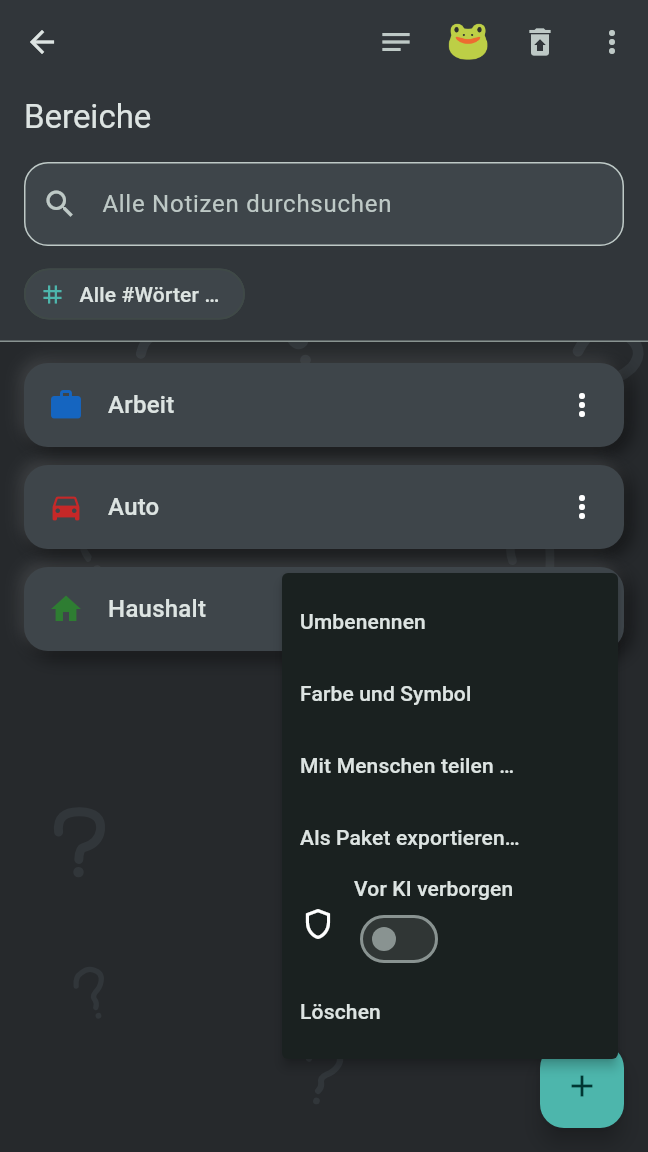 Bereiche
Alle Notizen durchsuchen
Alle #Wörter …
Arbeit
Auto
Haushalt
Umbenennen
Farbe und Symbol
Mit Menschen teilen …
Als Paket exportieren…
Vor KI verborgen
Löschen